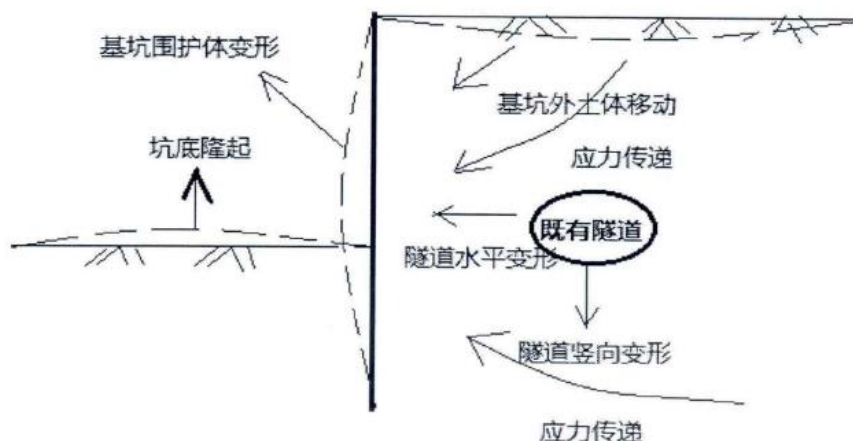 基坑围护体变形
基坑外土体移动
坑底隆起
应力传递
既有隧道
隧道水平变形
隧道竖向变形
应力传递